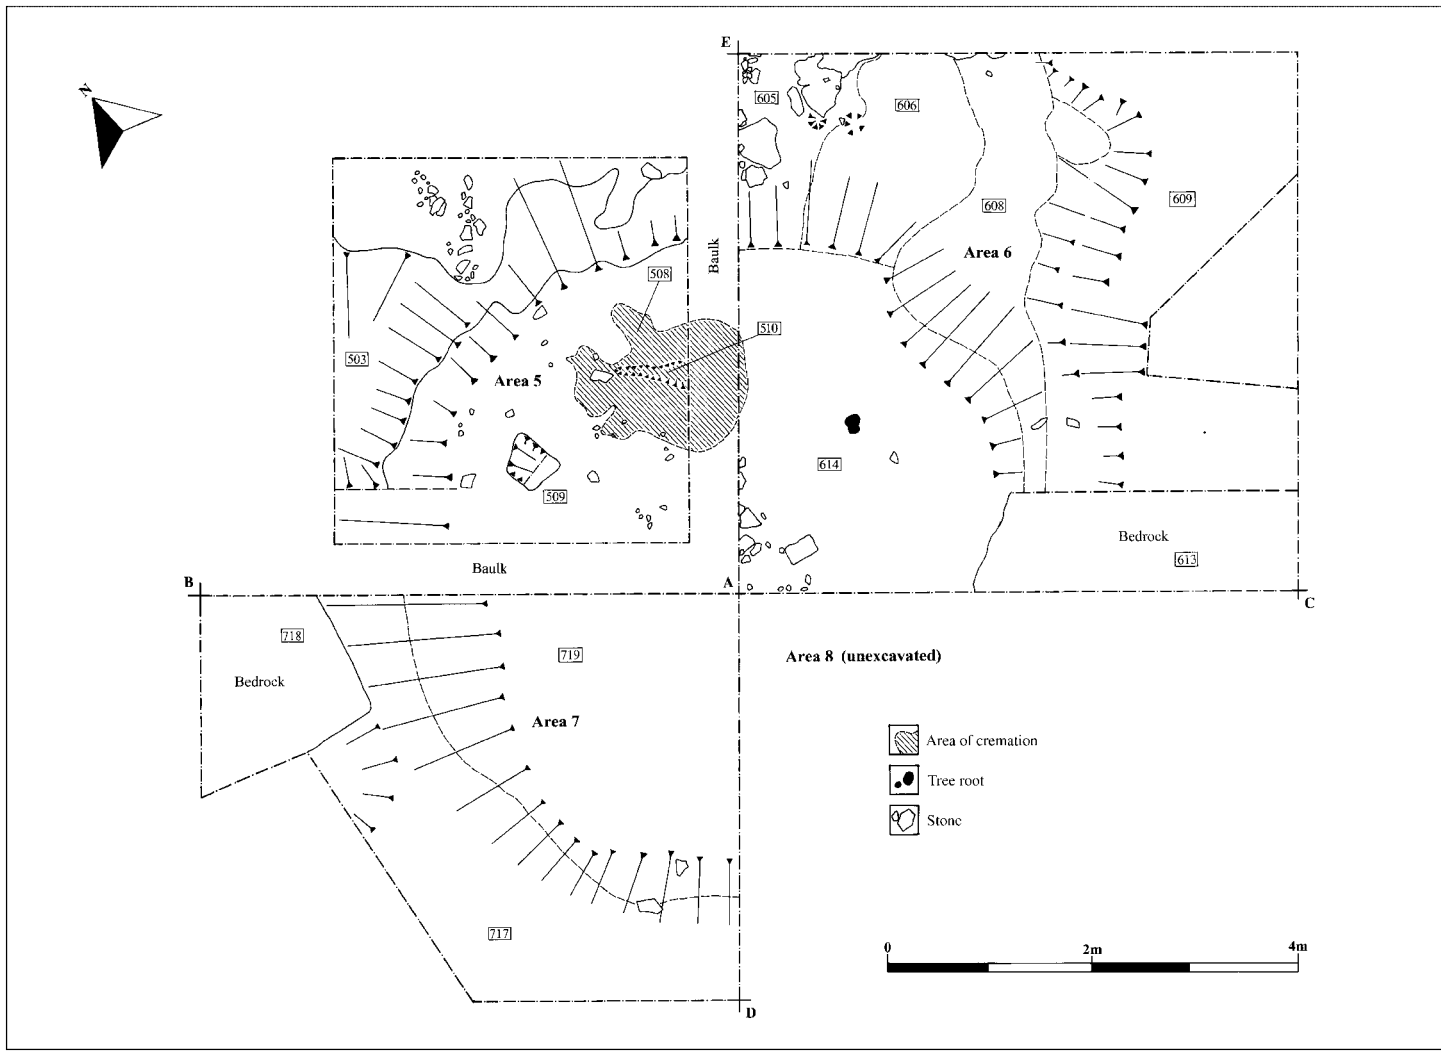 E
N
605
606
609
608
Area 6
Baulk
508
510
503
Area 5
614
509
Bedrock
613
Baulk
B
A
C
718
719
Area 8 (unexcavated)
Bedrock
Area 7
Area of cremation
Tree root
Stone
717
0
2m
4m
D